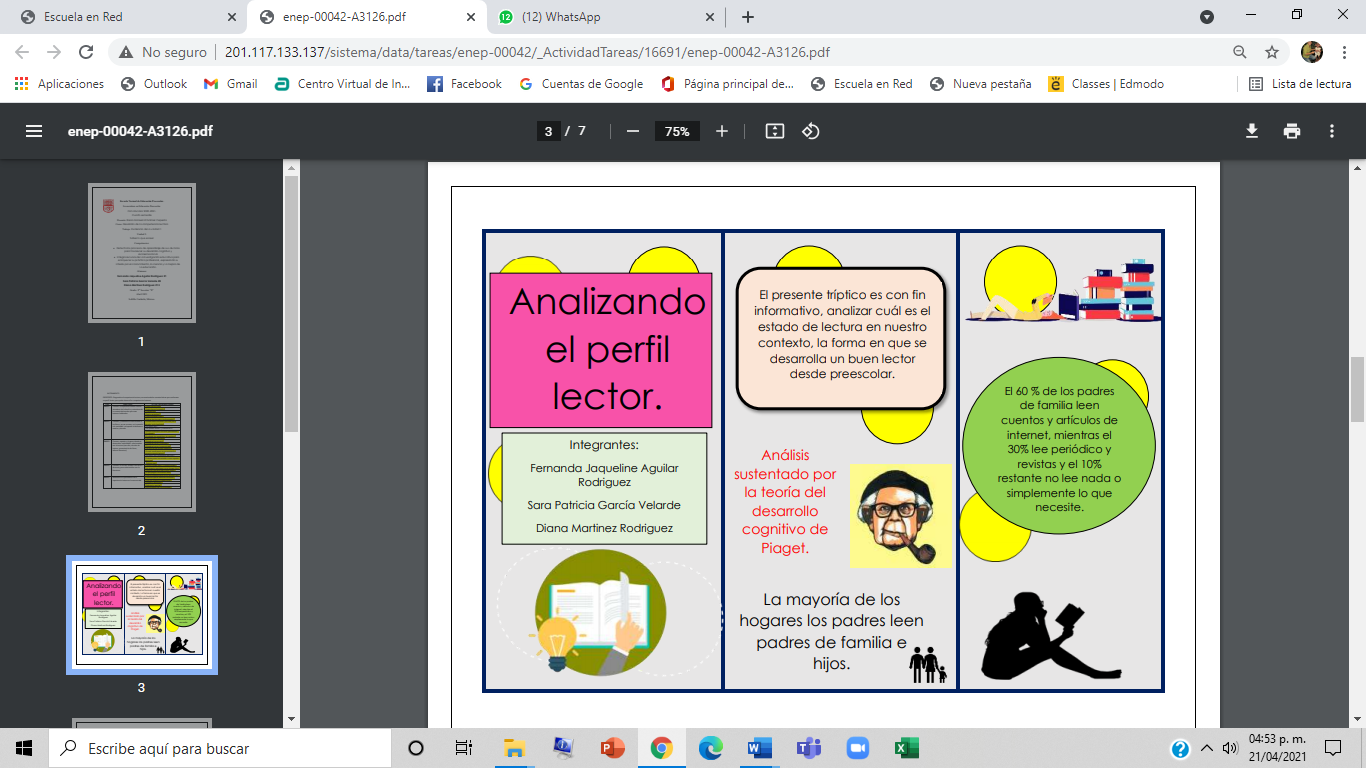 Escuela en Red
enep-00042-A3126.pdf
(12) WhatsApp
No seguro
201.117.133.137/sistema/data/tareas/enep-00042/_ActividadTareas/16691/enep-00042-A3126.pdf
Aplicaciones
Outlook
Gmail
Centro Virtual de In...
Facebook
Cuentas de Google
Página principal de...
Escuela en Red
Nueva pestaña
Classes | Edmodo
Lista de lectura
enep-00042-A3126.pdf
3 / 7
75%
1
2
3
Analizando
el perfil
lector.
Integrantes:
Fernanda Jaqueline Aguilar
Rodriguez
Sara Patricia García Velarde
Diana Martinez Rodriguez
El presente tríptico es con fin
informativo, analizar cuál es el
estado de lectura en nuestro
contexto, la forma en que se
desarrolla un buen lector
desde preescolar.
Análisis
sustentado por
la teoría del
desarrollo
cognitivo de
Piaget.
La mayoría de los
hogares los padres leen
padres de familia e
hijos.
El 60 % de los padres
de familia leen
cuentos y artículos de
internet, mientras el
30% lee periódico y
revistas y el 10%
restante no lee nada o
simplemente lo que
necesite.
Escribe aquí para buscar
04:53 p. m.
21/04/2021